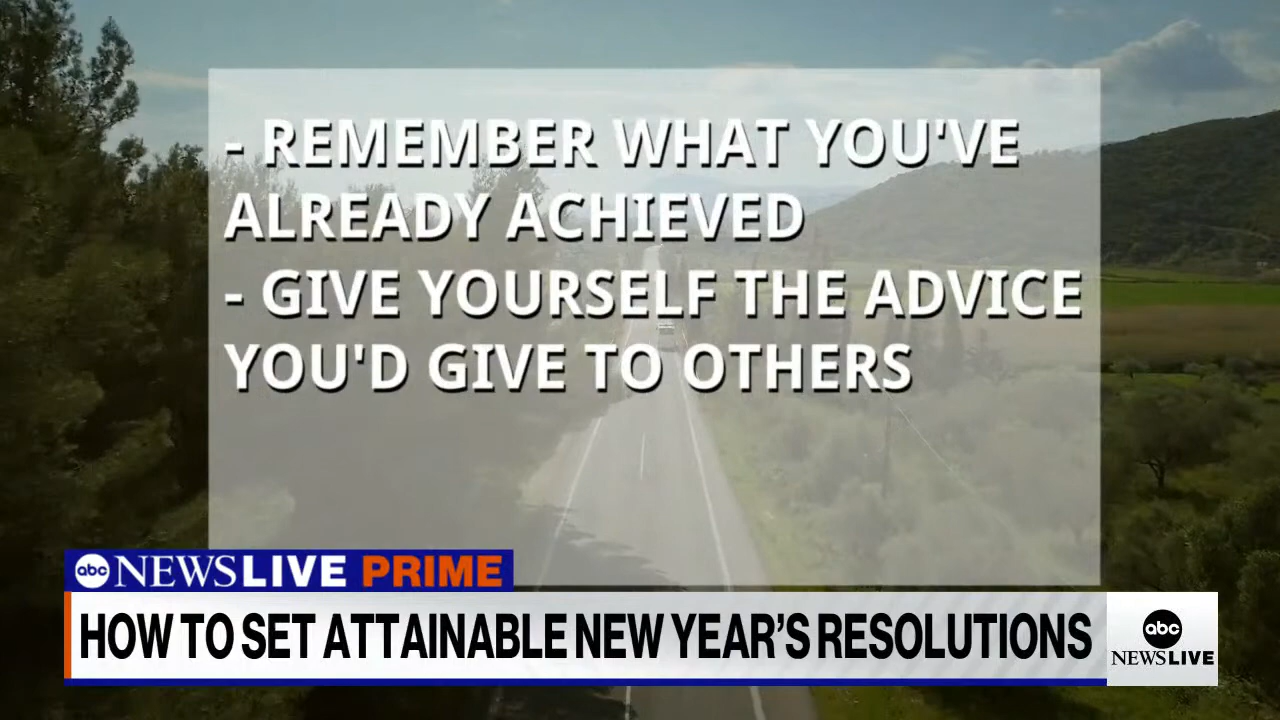 - REMEMBER WHAT YOU'VE
ALREADY ACHIEVED
- GIVE YOURSELF THE ADVICE
YOU'D GIVE TO OTHERS
abc NEWS LIVE PRIME
HOW TO SET ATTAINABLE NEW YEAR'S RESOLUTIONS
abc
NEWS LIVE